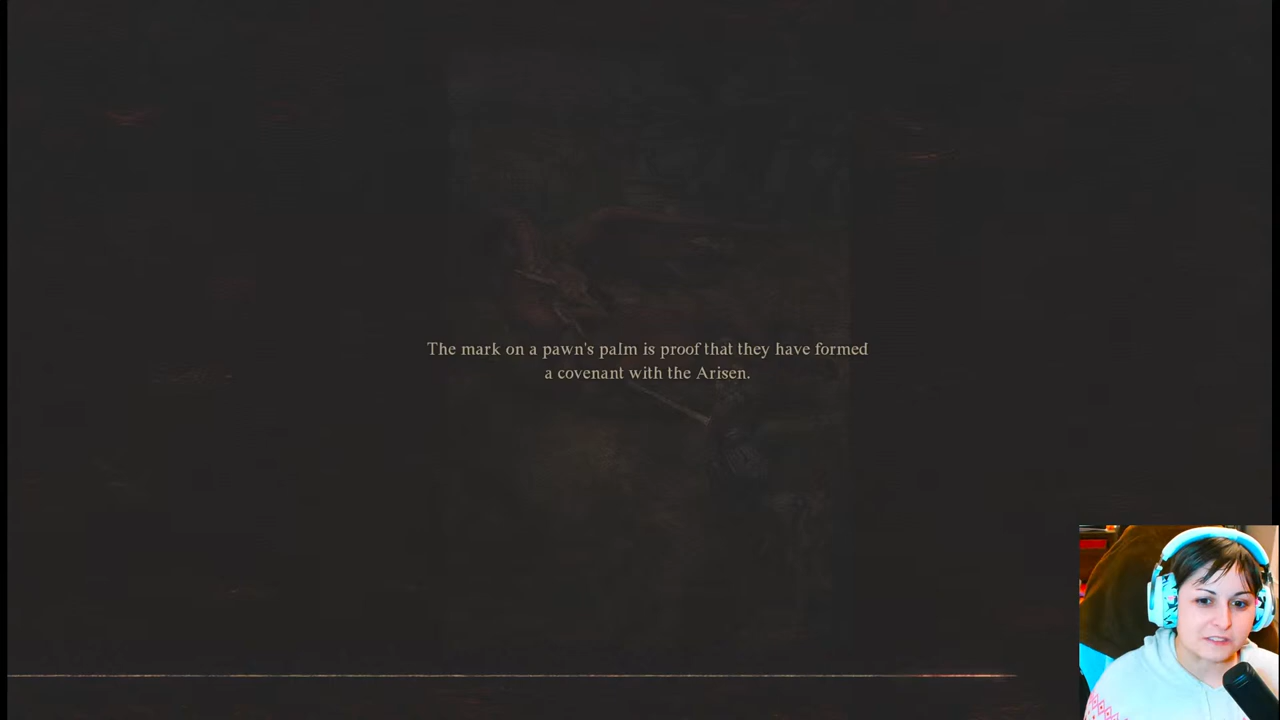 The mark on a pawn's palm is proof that they have formed
a covenant with the Arisen.